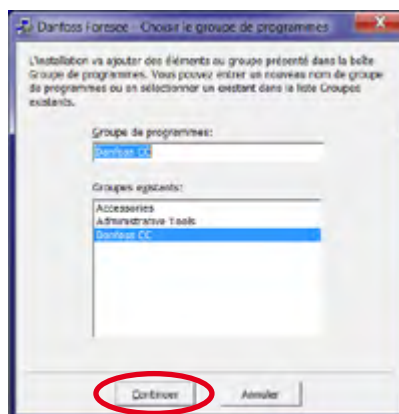 Danfoss Foresee - Choisir le groupe de programmes
L'installation va ajouter des éléments au groupe présenté dans la boîte
Groupe de programmes. Vous pouvez entrer un nouveau nom de groupe
de programmes ou en sélectionner un existant dans la liste Groupes
existants.
Groupe de programmes:
Danfoss CC
Groupes existants:
Accessories
Administrative Tools
Danfoss CC
Continuer
Annuler